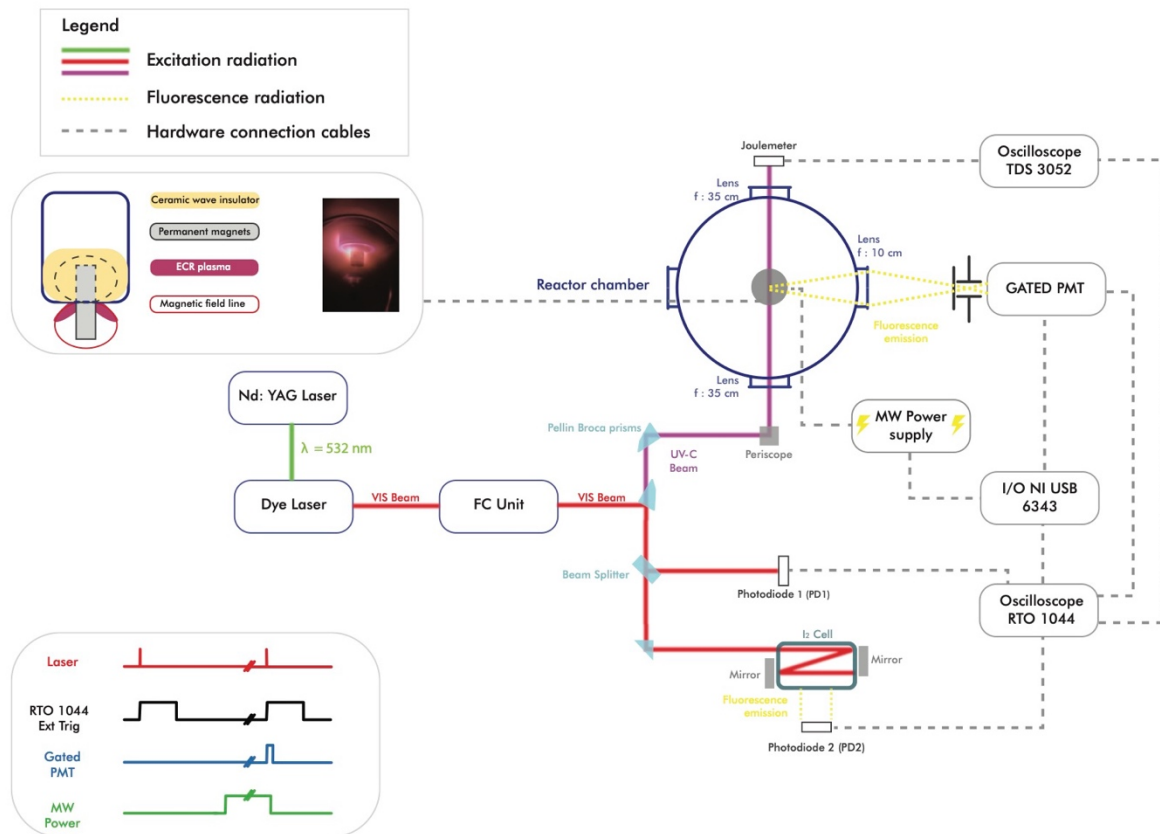 Legend
Excitation radiation
Fluorescence radiation
Hardware connection cables
Ceramic wave insulator
Permanent magnets
ECR plasma
Magnetic field line
Joulemeter
Oscilloscope
TDS 3052
Lens
f : 35 cm
Lens
f : 10 cm
Reactor chamber
GATED PMT
Fluorescence
emission
Lens
f : 35 cm
Nd: YAG Laser
λ = 532 nm
Pellin Broca prisms
UV-C
Beam
Periscope
MW Power
supply
Dye Laser
VIS Beam
FC Unit
VIS Beam
I/O NI USB
6343
Beam Splitter
Photodiode 1 (PD1)
Oscilloscope
RTO 1044
I2 Cell
Mirror
Mirror
Fluorescence
emission
Photodiode 2 (PD2)
Laser
RTO 1044
Ext Trig
Gated
PMT
MW
Power